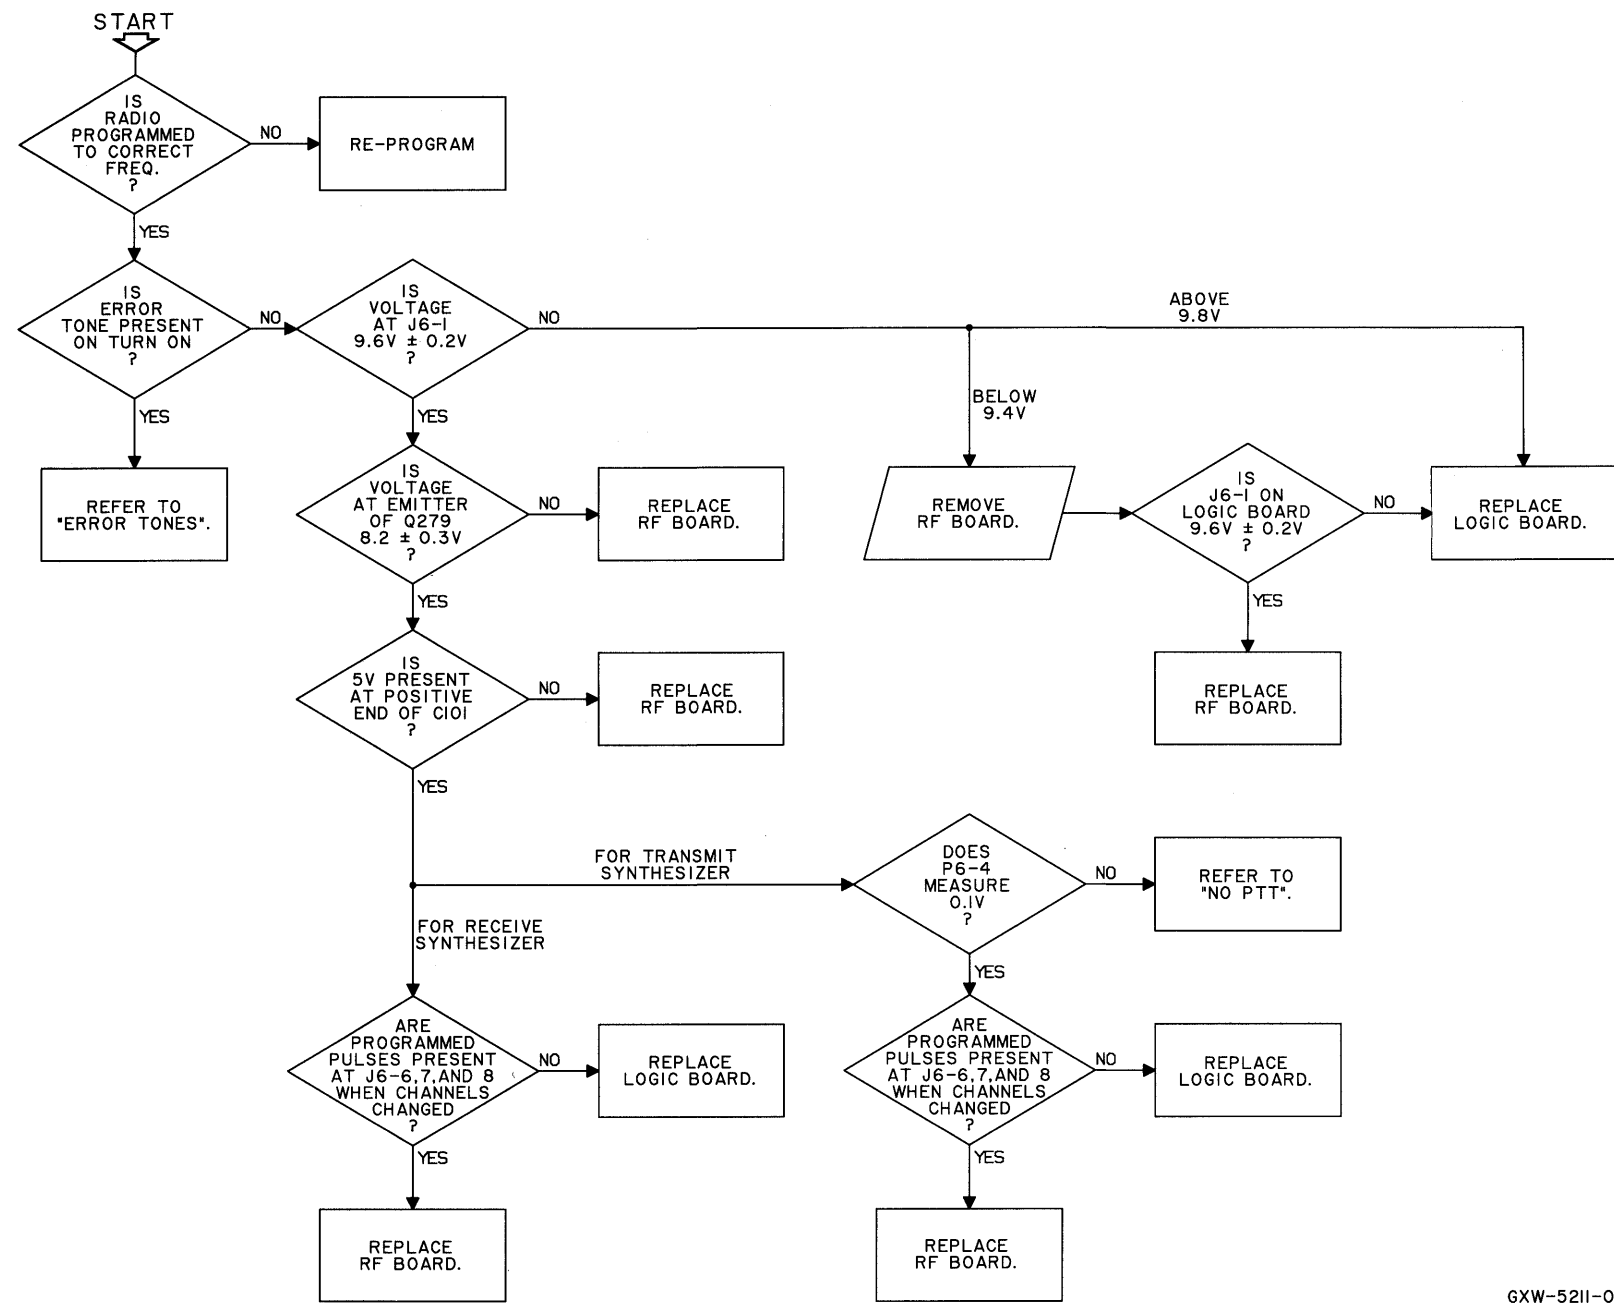 START
IS
RADIO
PROGRAMMED
TO CORRECT
FREQ.
?
NO
RE-PROGRAM
YES
IS
ERROR
TONE PRESENT
ON TURN ON
?
NO
IS
VOLTAGE
AT J6-1
9.6V ± 0.2V
?
NO
ABOVE
9.8V
BELOW
9.4V
YES
REFER TO
"ERROR TONES".
YES
IS
VOLTAGE
AT EMITTER
OF Q279
8.2 ± 0.3V
?
NO
REPLACE
RF BOARD.
REMOVE
RF BOARD.
IS
J6-1 ON
LOGIC BOARD
9.6V ± 0.2V
?
NO
REPLACE
LOGIC BOARD.
YES
REPLACE
RF BOARD.
YES
IS
5V PRESENT
AT POSITIVE
END OF C101
?
NO
REPLACE
RF BOARD.
YES
FOR TRANSMIT
SYNTHESIZER
DOES
P6-4
MEASURE
0.1V
?
NO
REFER TO
"NO PTT".
FOR RECEIVE
SYNTHESIZER
YES
ARE
PROGRAMMED
PULSES PRESENT
AT J6-6,7,AND 8
WHEN CHANNELS
CHANGED
?
NO
REPLACE
LOGIC BOARD.
ARE
PROGRAMMED
PULSES PRESENT
AT J6-6,7,AND 8
WHEN CHANNELS
CHANGED
?
NO
REPLACE
LOGIC BOARD.
YES
REPLACE
RF BOARD.
YES
REPLACE
RF BOARD.
GXW-5211-0